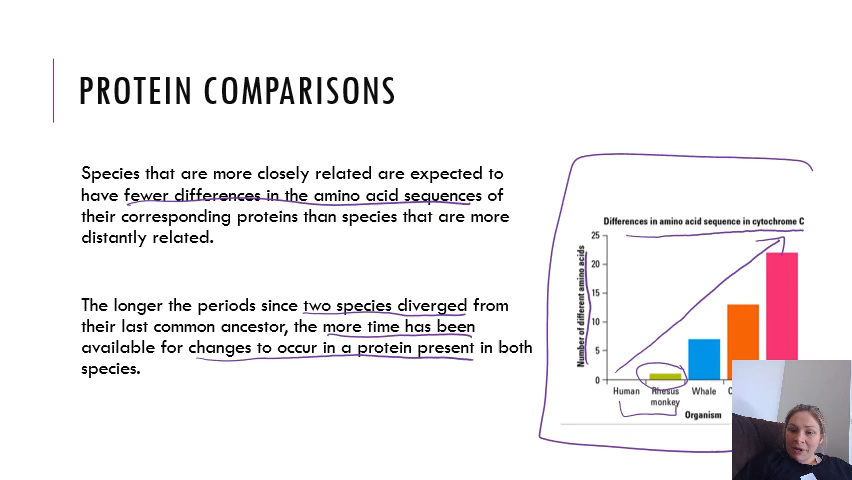 PROTEIN COMPARISONS
Species that are more closely related are expected to
have fewer differences in the amino acid sequences of
their corresponding proteins than species that are more
distantly related.
The longer the periods since two species diverged from
their last common ancestor, the more time has been
available for changes to occur in a protein present in both
species.
Differences in amino acid sequence in cytochrome C
Number of different amino acids
25
20
15
10
5
0
Human Rhesus monkey Whale
Organism